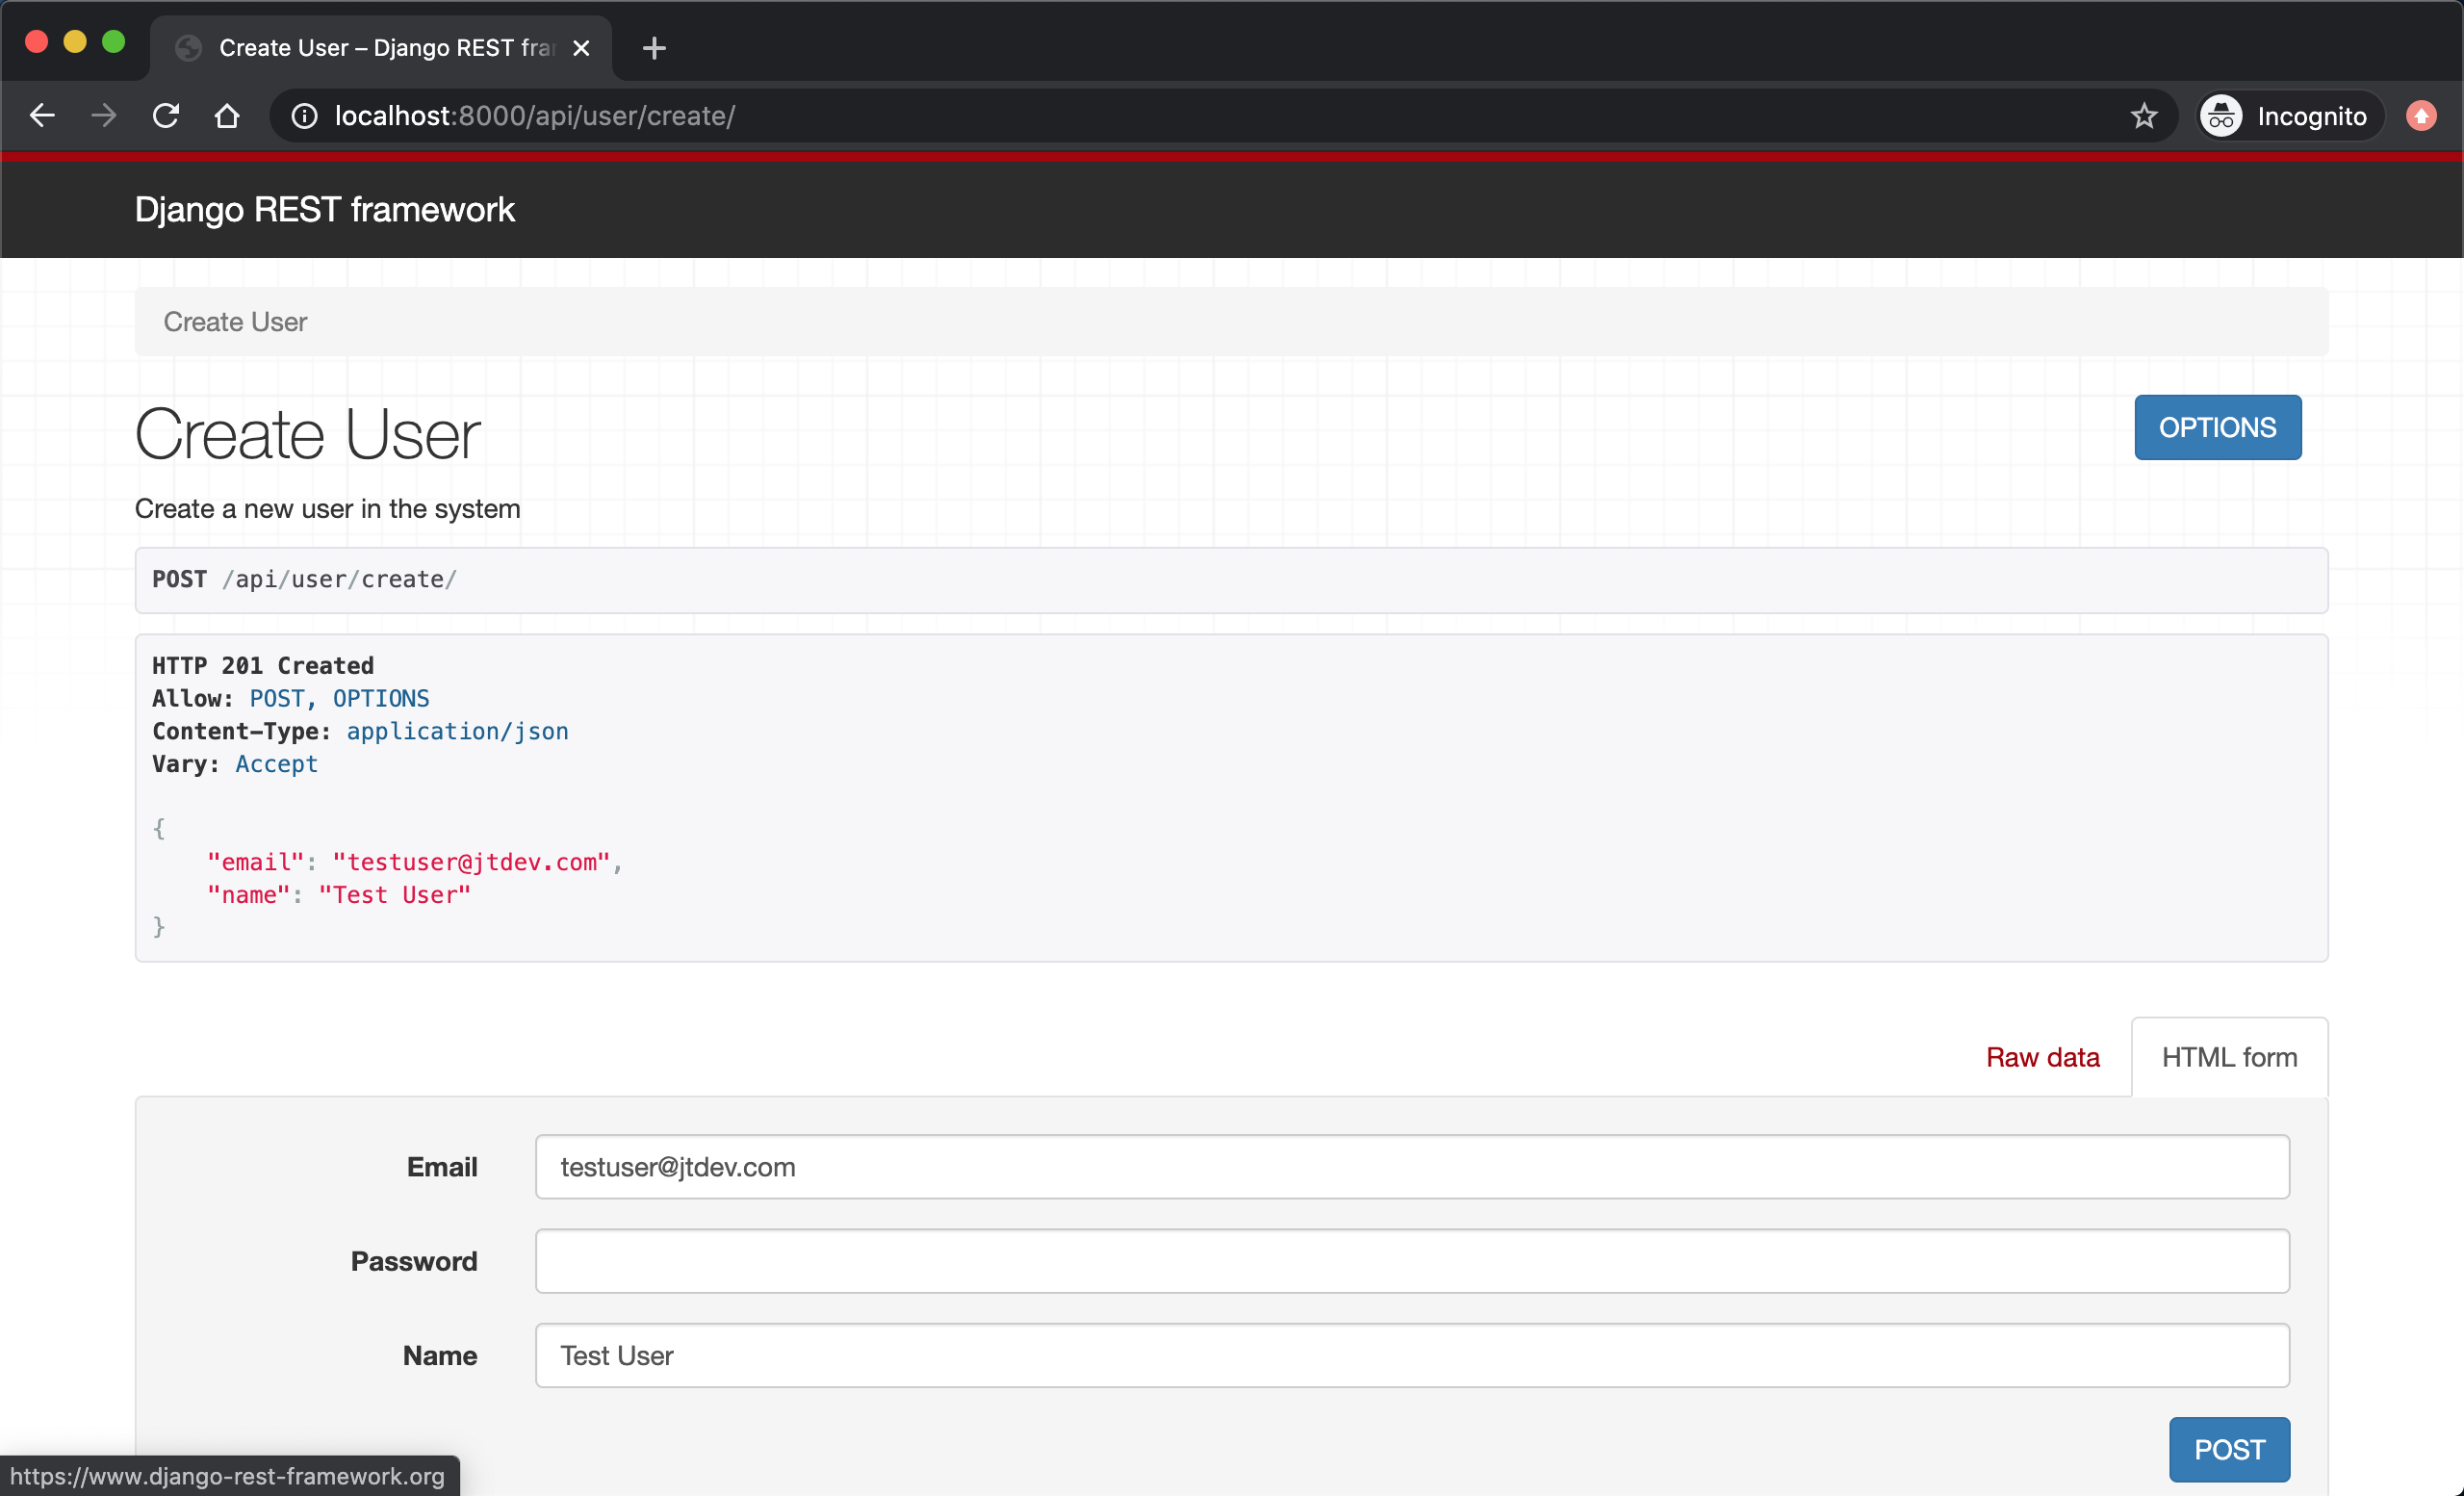 Create User – Django REST fra
localhost:8000/api/user/create/
Incognito
Django REST framework
Create User
Create User
OPTIONS
Create a new user in the system
POST /api/user/create/
HTTP 201 Created
Allow: POST, OPTIONS
Content-Type: application/json
Vary: Accept
{
"email": "testuser@jtdev.com",
"name": "Test User"
}
Raw data
HTML form
Email
testuser@jtdev.com
Password
Name
Test User
POST
https://www.django-rest-framework.org